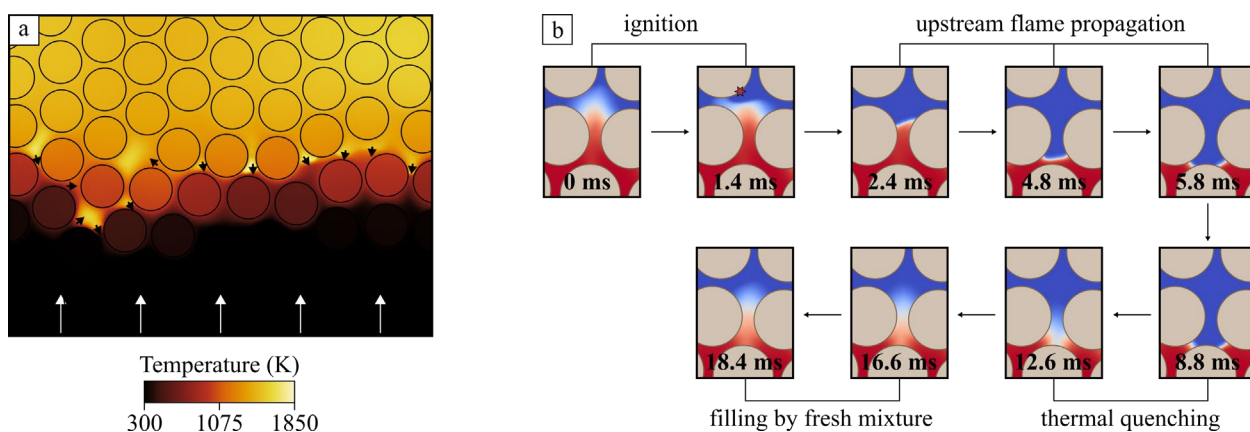 a
Temperature (K)
300 1075 1850
b
ignition
upstream flame propagation
0 ms
1.4 ms
2.4 ms
4.8 ms
5.8 ms
18.4 ms
16.6 ms
12.6 ms
8.8 ms
filling by fresh mixture
thermal quenching